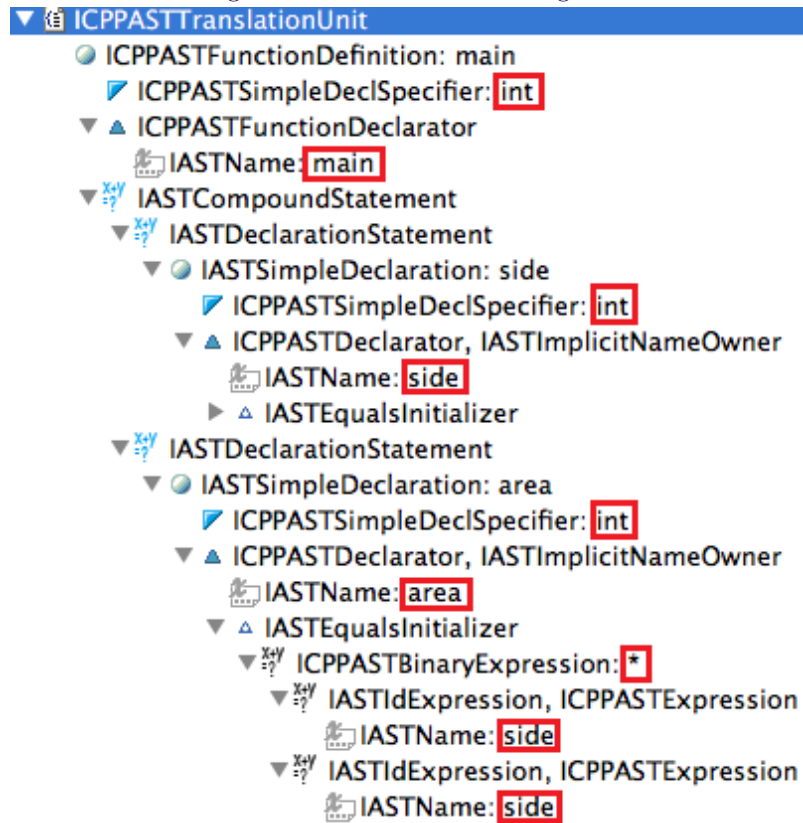 ICPPASTTranslationUnit
ICPPASTFunctionDefinition: main
ICPPASTSimpleDeclSpecifier: int
ICPPASTFunctionDeclarator
IASTName: main
IASTCompoundStatement
IASTDeclarationStatement
IASTSimpleDeclaration: side
ICPPASTSimpleDeclSpecifier: int
ICPPASTDeclarator, IASTImplicitNameOwner
IASTName: side
IASTEqualsInitializer
IASTDeclarationStatement
IASTSimpleDeclaration: area
ICPPASTSimpleDeclSpecifier: int
ICPPASTDeclarator, IASTImplicitNameOwner
IASTName: area
IASTEqualsInitializer
ICPPASTBinaryExpression: *
IASTIdExpression, ICPPASTExpression
IASTName: side
IASTIdExpression, ICPPASTExpression
IASTName: side